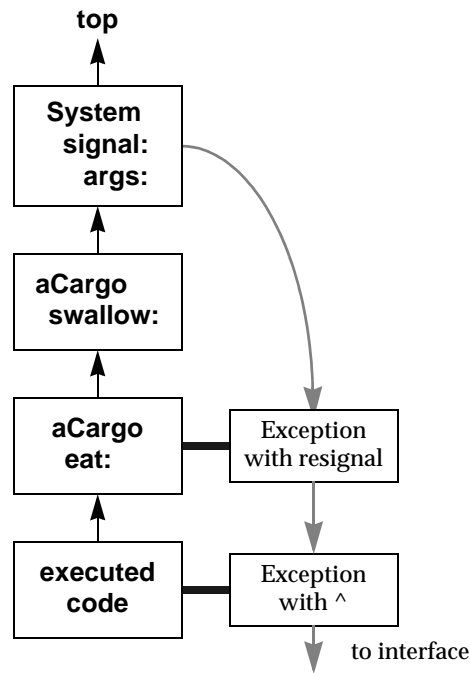 top
System
signal:
args:
aCargo
swallow:
aCargo
eat:
Exception
with resignal
executed
code
Exception
with ^
to interface